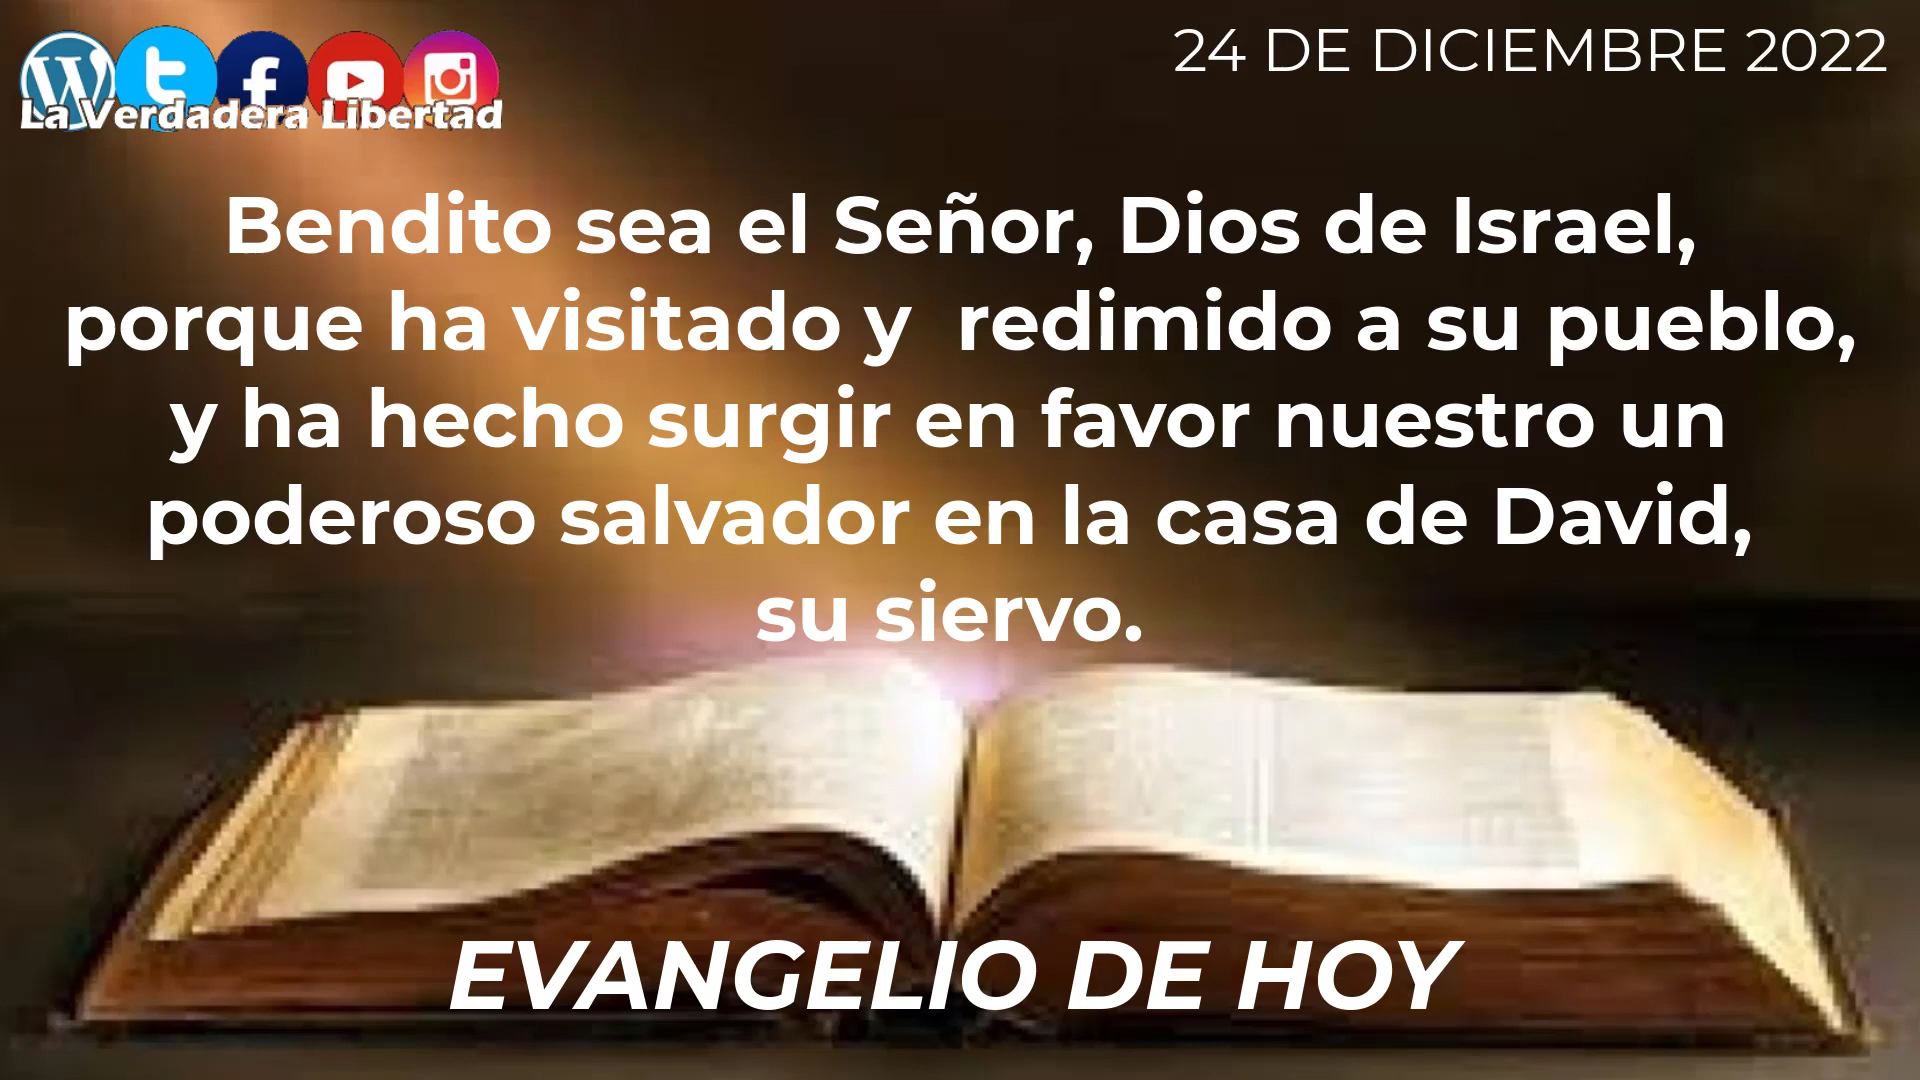 La Verdadera Libertad
24 DE DICIEMBRE 2022
Bendito sea el Señor, Dios de Israel,
porque ha visitado y  redimido a su pueblo,
y ha hecho surgir en favor nuestro un
poderoso salvador en la casa de David,
su siervo.
EVANGELIO DE HOY